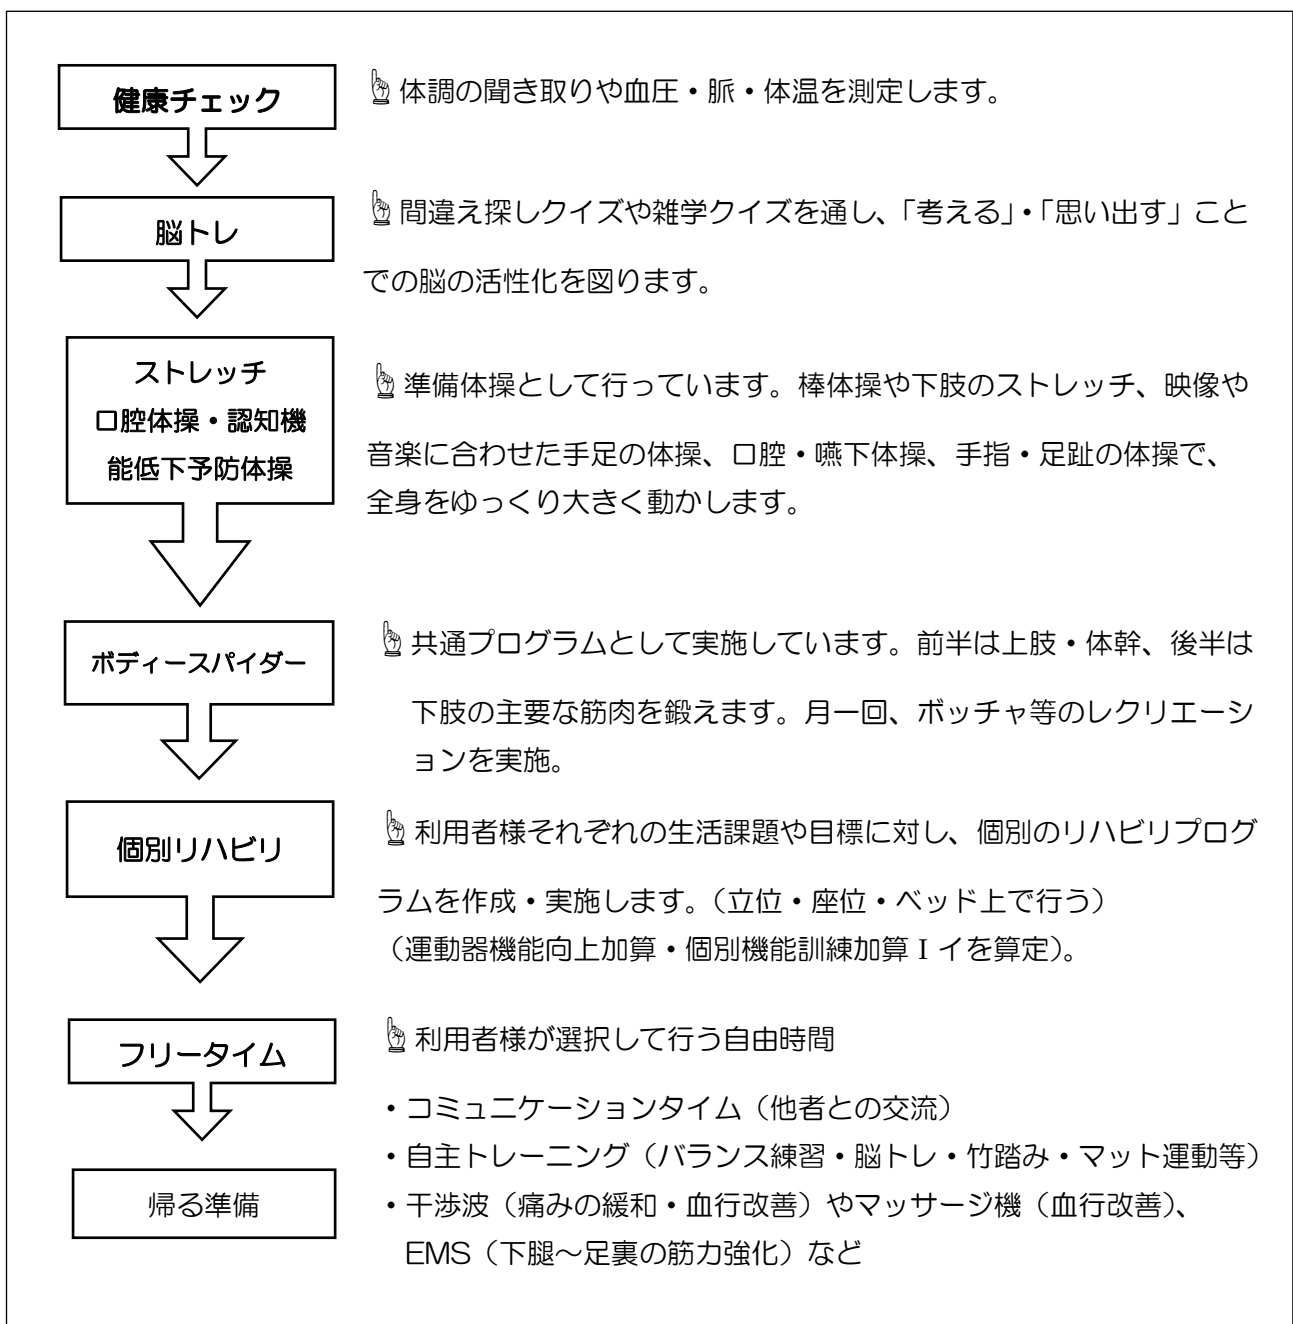 健康チェック
☝体調の聞き取りや血圧・脈・体温を測定します。
脳トレ
☝間違え探しクイズや雑学クイズを通し、「考える」・「思い出す」こと
での脳の活性化を図ります。
ストレッチ
口腔体操・認知機
能低下予防体操
☝準備体操として行っています。棒体操や下肢のストレッチ、映像や
音楽に合わせた手足の体操、口腔・嚥下体操、手指・足趾の体操で、
全身をゆっくり大きく動かします。
ボディースパイダー
☝共通プログラムとして実施しています。前半は上肢・体幹、後半は
下肢の主要な筋肉を鍛えます。月一回、ボッチャ等のレクリエーシ
ョンを実施。
個別リハビリ
☝利用者様それぞれの生活課題や目標に対し、個別のリハビリプログ
ラムを作成・実施します。（立位・座位・ベッド上で行う）
（運動器機能向上加算・個別機能訓練加算Ⅰイを算定）。
フリータイム
☝利用者様が選択して行う自由時間
・コミュニケーションタイム（他者との交流）
・自主トレーニング（バランス練習・脳トレ・竹踏み・マット運動等）
・干渉波（痛みの緩和・血行改善）やマッサージ機（血行改善）、
EMS（下腿～足裏の筋力強化）など
帰る準備